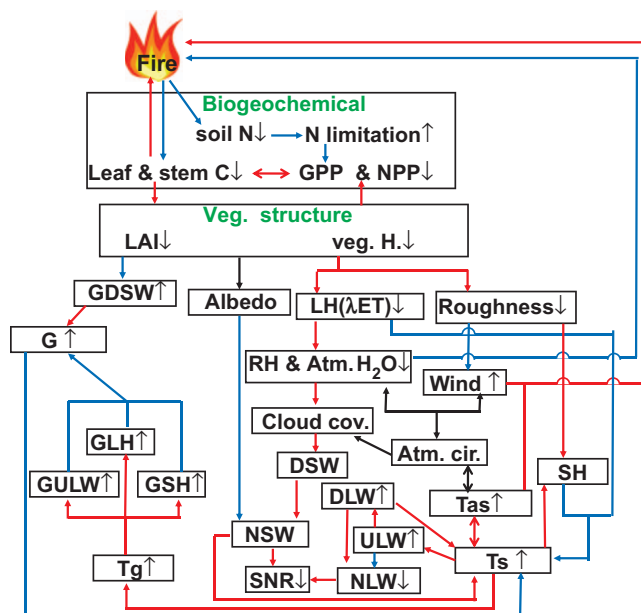 Fire
Biogeochemical
soil N↓ N limitation↑
Leaf & stem C↓ GPP & NPP↓
Veg. structure
LAI↓ veg. H.↓
GDSW↑ Albedo LH(λET)↓ Roughness↓
G↑ RH & Atm.H₂O↓ Wind↑
Cloud cov.
GLH↑ Atm. cir.
GULW↑ GSH↑ DSW SH
DLW↑ Tas↑
NSW ULW↑
Tg↑ SNR↓ NLW↓ Ts↑